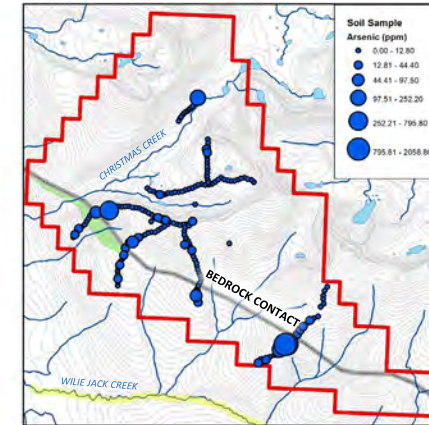 Soil Sample
Arsenic (ppm)
0.00 - 12.80
12.81 - 44.40
44.41 - 97.50
97.51 - 252.20
252.21 - 795.80
795.81 - 2058.80
CHRISTMAS CREEK
BEDROCK CONTACT
WILIE JACK CREEK